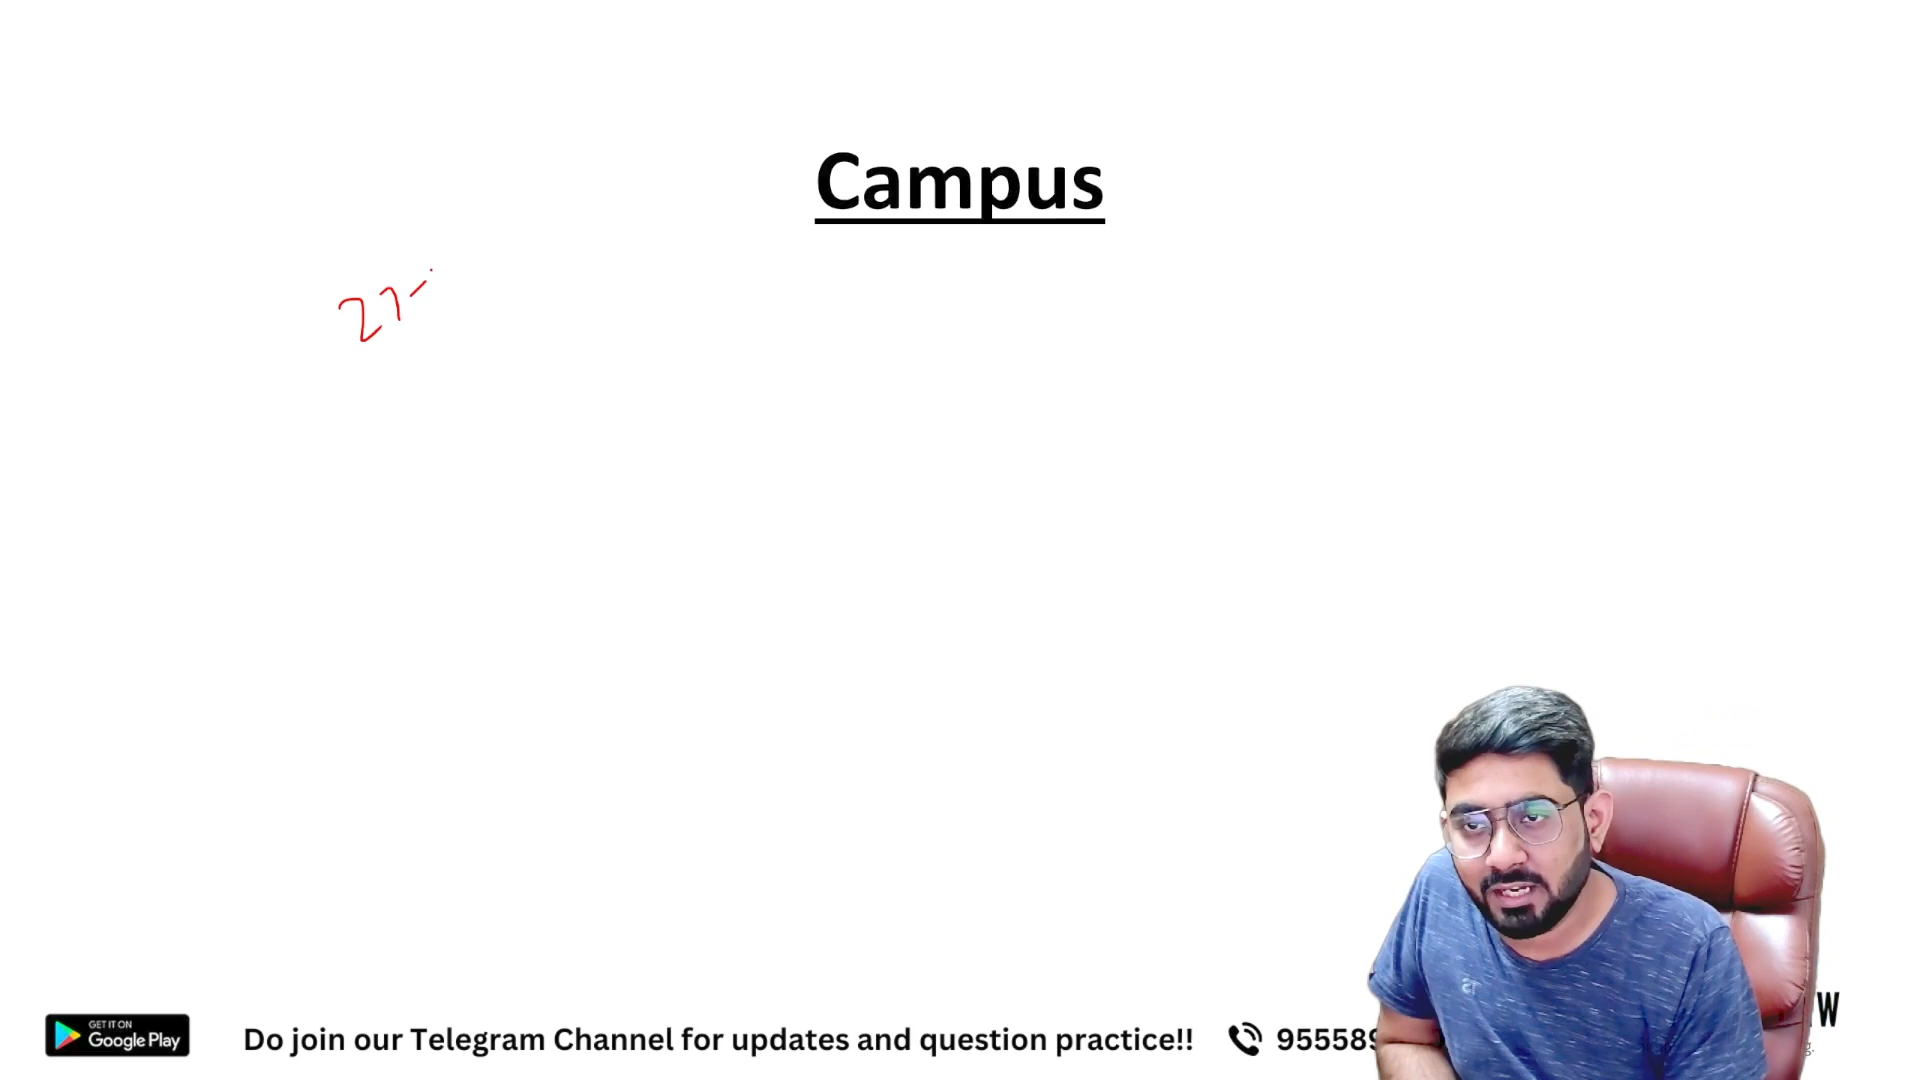 Campus
27-
GET IT ON
Google Play
Do join our Telegram Channel for updates and question practice!!
95558
W
g.